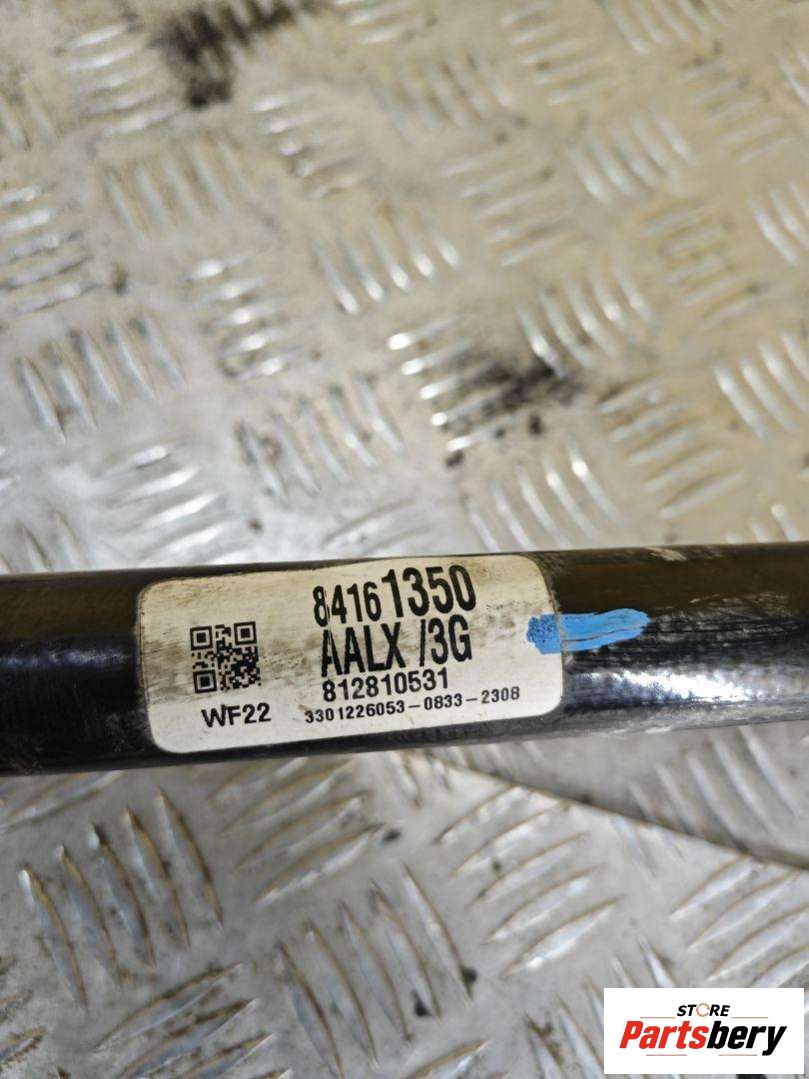 84161350
AALX /3G
812810531
WF22
3301226053-0833-2308
STORE
Partsbery